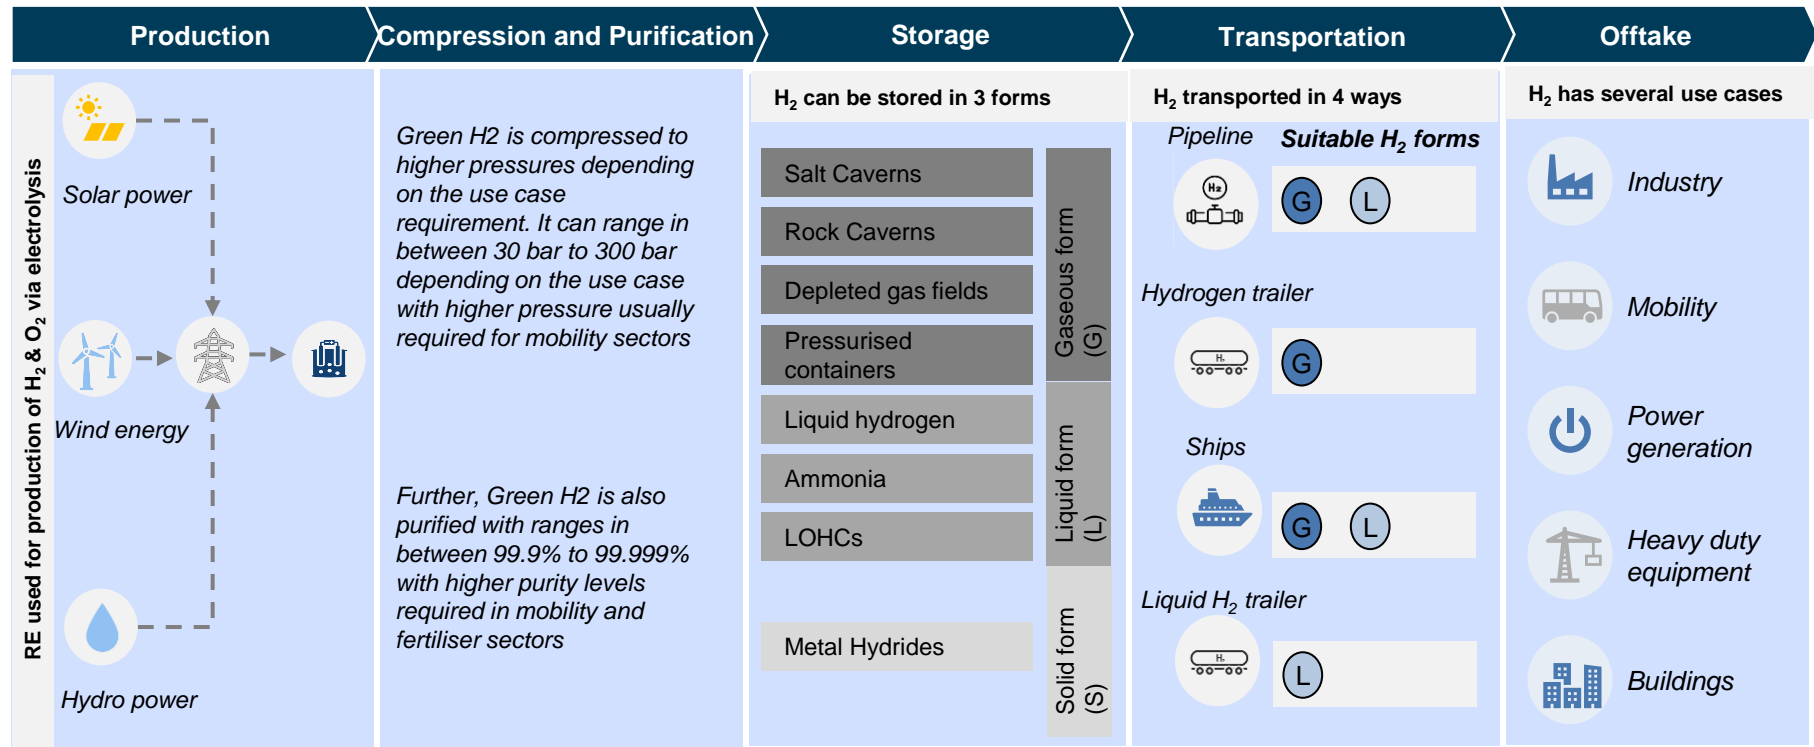 Production
Compression and Purification
Storage
Transportation
Offtake
RE used for production of H₂ & O₂ via electrolysis
Solar power
Wind energy
Hydro power
Green H2 is compressed to
higher pressures depending
on the use case
requirement. It can range in
between 30 bar to 300 bar
depending on the use case
with higher pressure usually
required for mobility sectors
Further, Green H2 is also
purified with ranges in
between 99.9% to 99.999%
with higher purity levels
required in mobility and
fertiliser sectors
H₂ can be stored in 3 forms
Salt Caverns
Rock Caverns
Depleted gas fields
Pressurised
containers
Gaseous form
(G)
Liquid hydrogen
Ammonia
LOHCs
Liquid form
(L)
Metal Hydrides
Solid form
(S)
H₂ transported in 4 ways
Pipeline
Suitable H₂ forms
H₂
G
L
Hydrogen trailer
H₂
G
Ships
G
L
Liquid H₂ trailer
H₂
L
H₂ has several use cases
Industry
Mobility
Power
generation
Heavy duty
equipment
Buildings